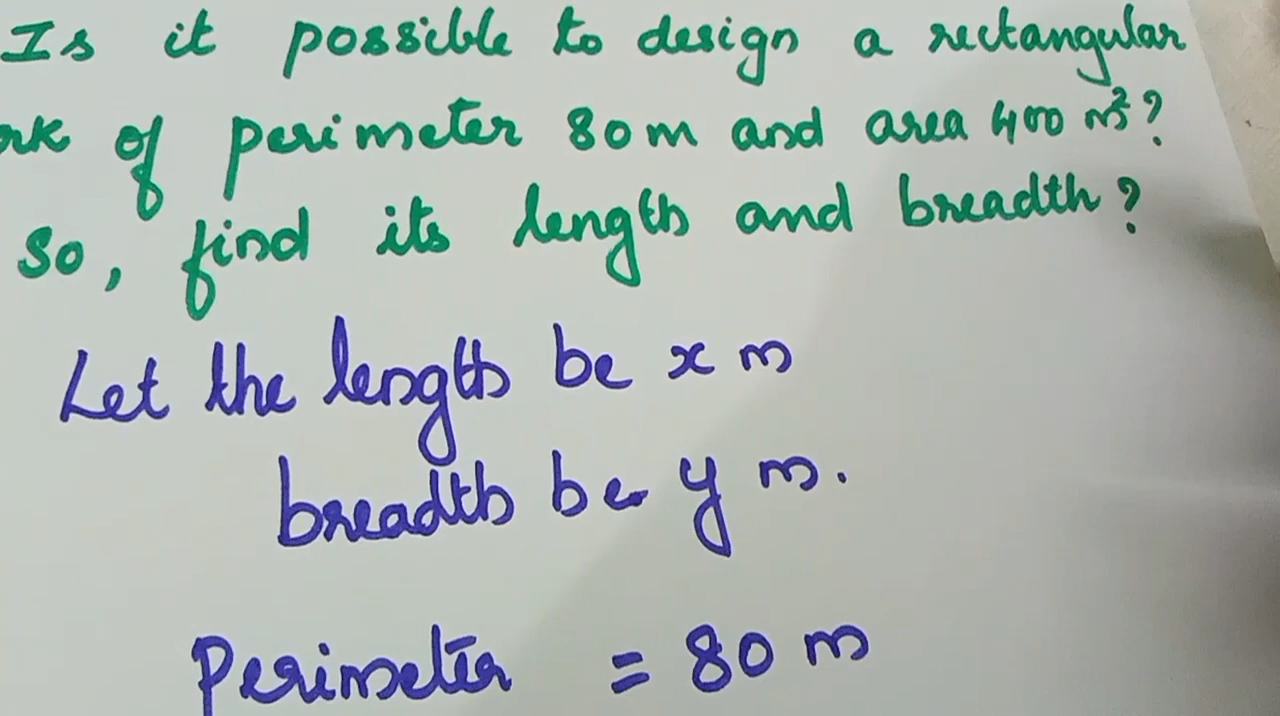 Is it possible to design a rectangular
rk of perimeter 80m and area 400 m²?
So, find its length and breadth?
Let the length be x m
breadth be y m.
Perimeter = 80 m